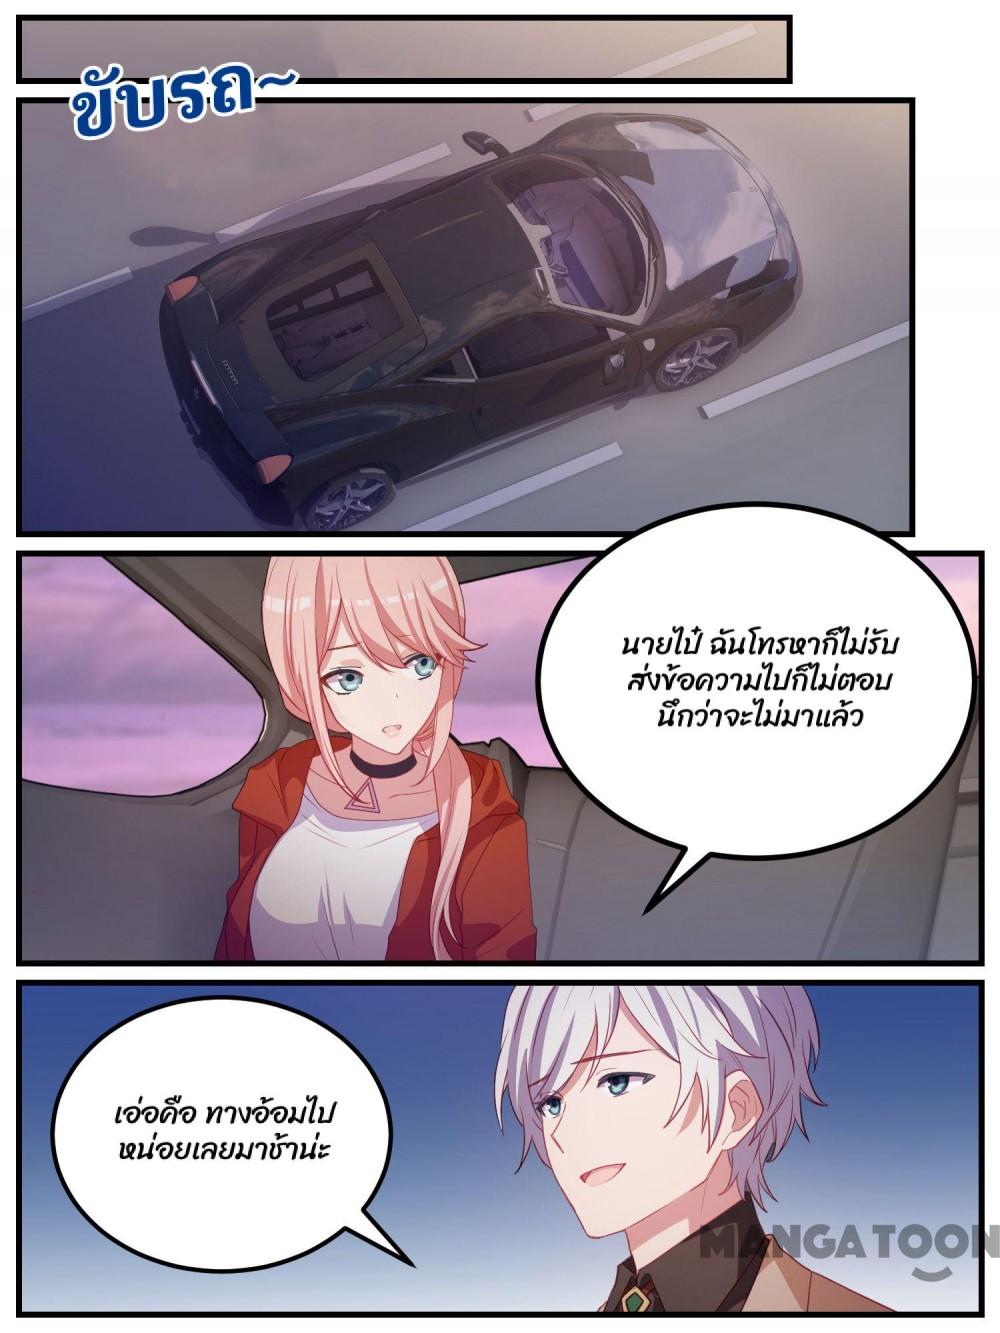 ขับรถ~
นายไป๋ ฉันโทรหาก็ไม่รับ
ส่งข้อความไปก็ไม่ตอบ
นึกว่าจะไม่มาแล้ว
เอ่อคือ ทางอ้อมไป
หน่อยเลยมาช้าน่ะ
MANGATOON